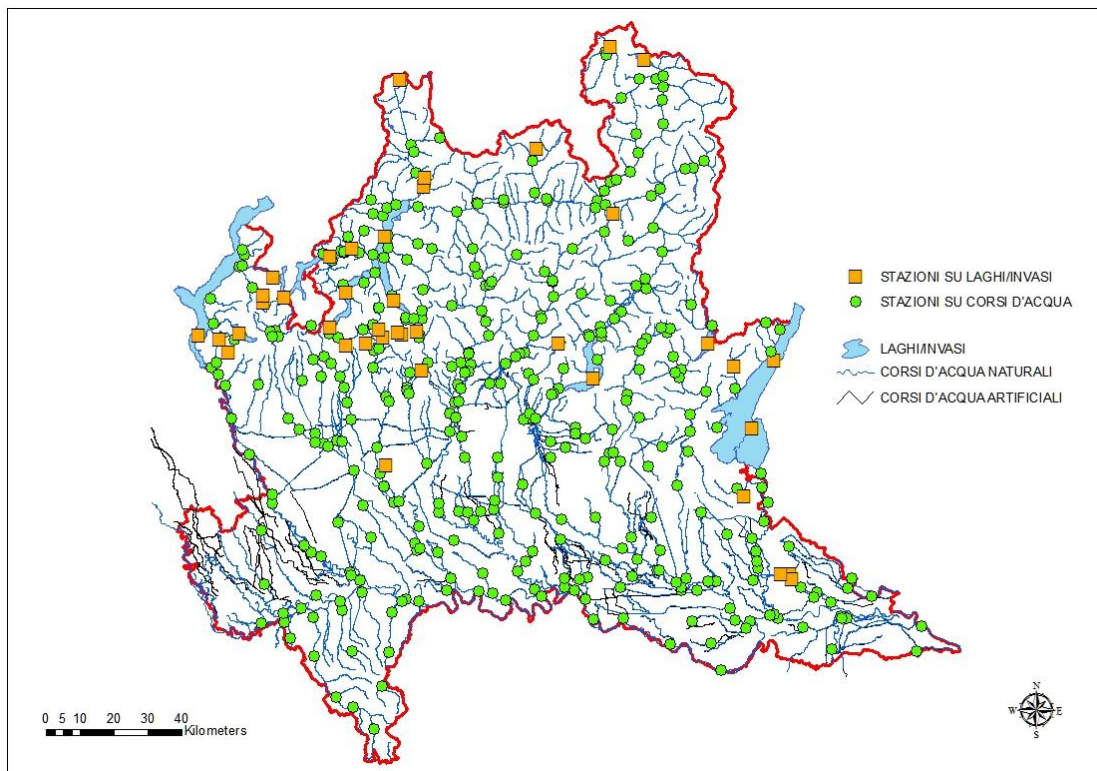 STAZIONI SU LAGHI/INVASI
STAZIONI SU CORSI D'ACQUA
LAGHI/INVASI
CORSI D'ACQUA NATURALI
CORSI D'ACQUA ARTIFICIALI
0 5 10 20 30 40
Kilometers
N
W E
S